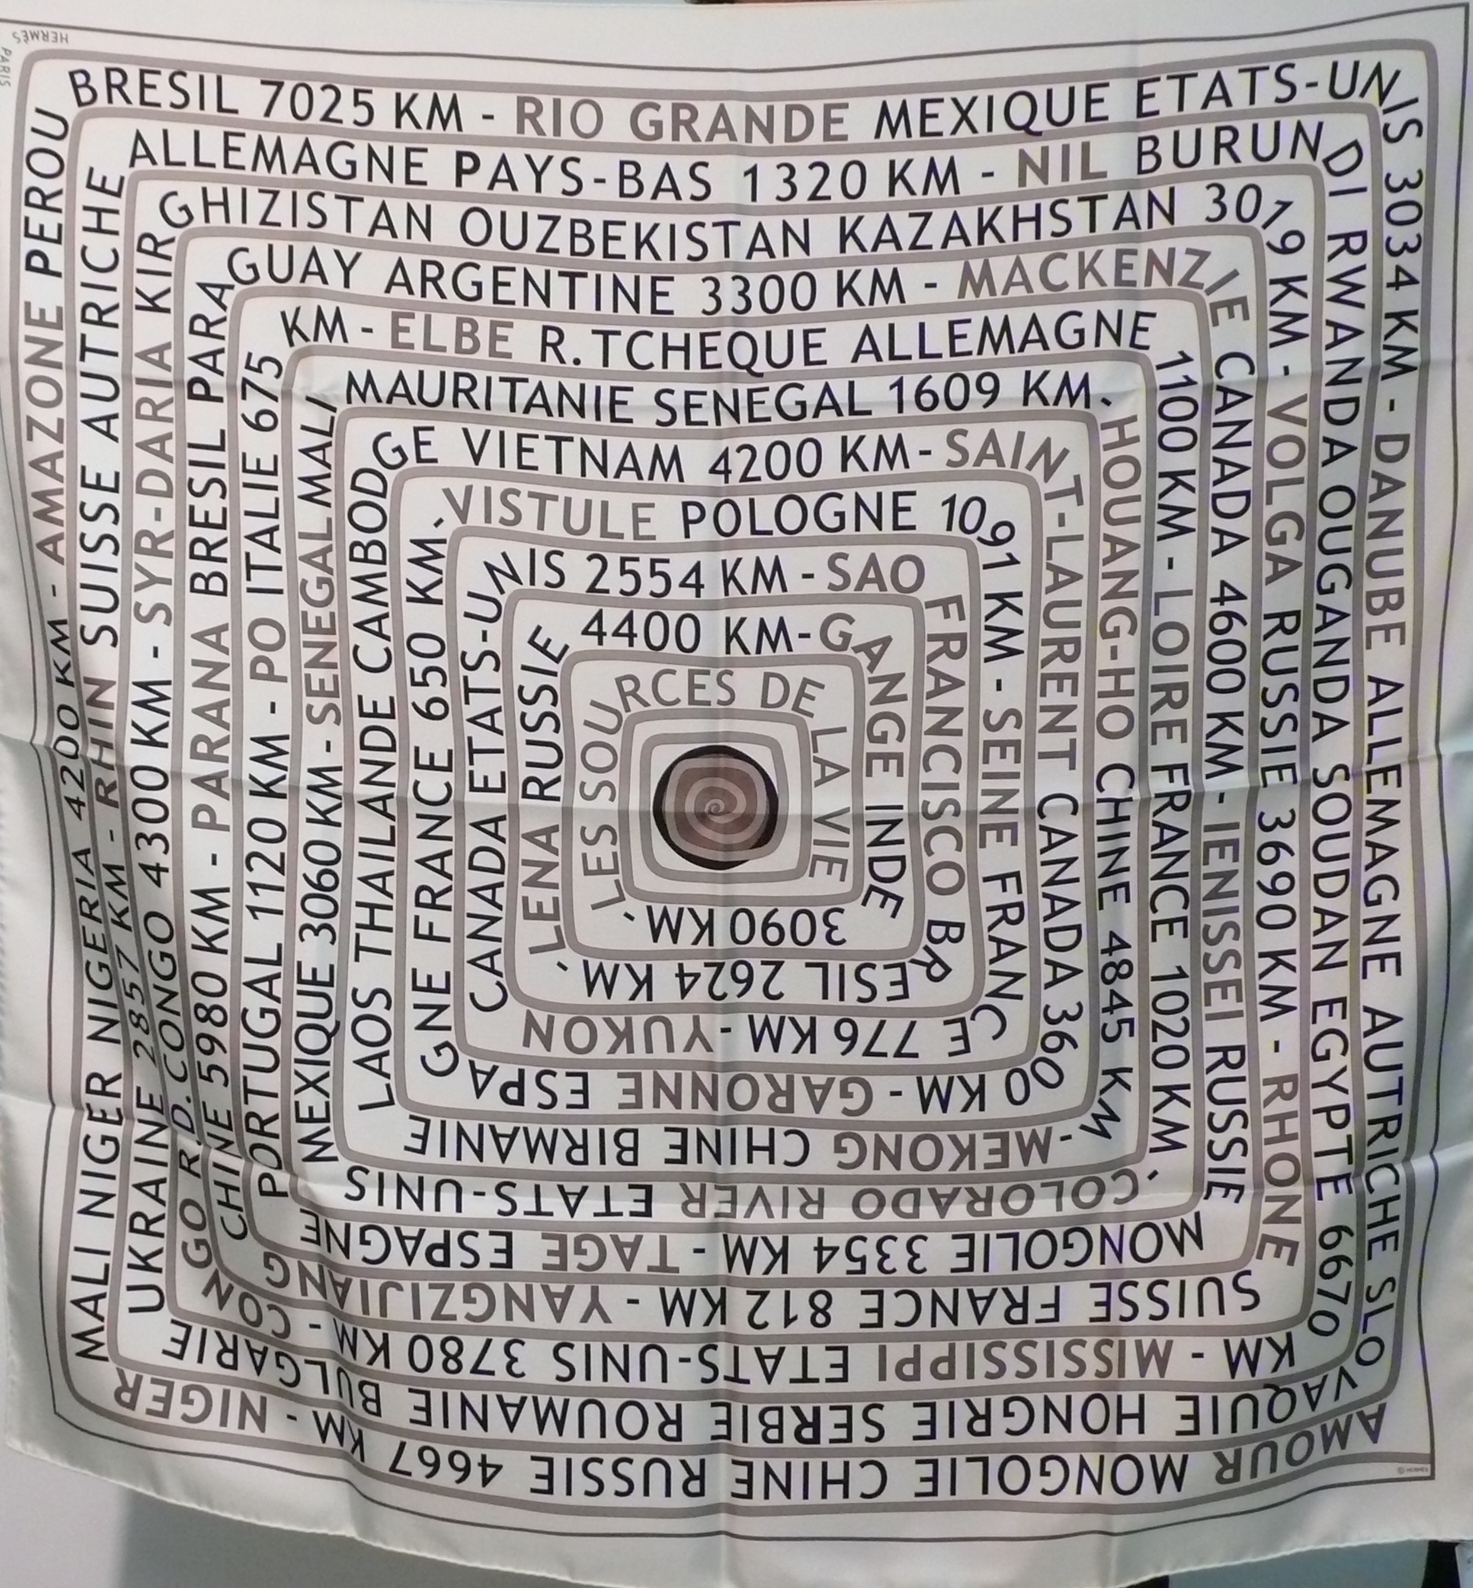 HERMÈS PARIS
AMOUR MONGOLIE CHINE RUSSIE 4667 KM - NIGER
MALI NIGER NIGERIA 4200 KM - AMAZONE PEROU
BRESIL 7025 KM - RIO GRANDE MEXIQUE ETATS-UNIS
3034 KM - DANUBE ALLEMAGNE AUTRICHE SLOVAQUIE
HONGRIE SERBIE ROUMANIE BULGARIE
UKRAINE 2857 KM - RHIN SUISSE AUTRICHE
ALLEMAGNE PAYS-BAS 1320 KM - NIL BURUNDI
RWANDA OUGANDA SOUDAN EGYPTE 6670
KM - MISSISSIPPI ETATS-UNIS 3780 KM - CONGO
R.D.CONGO 4300 KM - SYR-DARIA KIRGHIZISTAN
OUZBEKISTAN KAZAKHSTAN 3019 KM - VOLGA
RUSSIE 3690 KM - RHONE
SUISSE FRANCE 812 KM - YANGZIJIANG
CHINE 5980 KM - PARANA BRESIL PARAGUAY
ARGENTINE 3300 KM - MACKENZIE
CANADA 4600 KM - IENISSEI RUSSIE
MONGOLIE 3354 KM - TAGE ESPAGNE
PORTUGAL 1120 KM - PO ITALIE 675
KM - ELBE R.TCHEQUE ALLEMAGNE
1100 KM - LOIRE FRANCE 1020 KM.
COLORADO RIVER ETATS-UNIS
MEXIQUE 3060 KM - SENEGAL MALI
MAURITANIE SENEGAL 1609 KM.
HOUANG-HO CHINE 4845 KM
-MEKONG CHINE BIRMANIE
LAOS THAILANDE CAMBODGE
VIETNAM 4200 KM - SAINT-LAURENT
CANADA 3600 KM - GARONNE ESPAGNE
FRANCE 650 KM.
VISTULE POLOGNE 1091 KM
- SEINE FRANCE 776 KM - YUKON
CANADA ETATS-UNIS 2554 KM - SAO
FRANCISCO BRESIL 2624 KM.
LENA RUSSIE
4400 KM-GANGE INDE
3090 KM.
LES SOURCES DE LA VIE
© HERMES